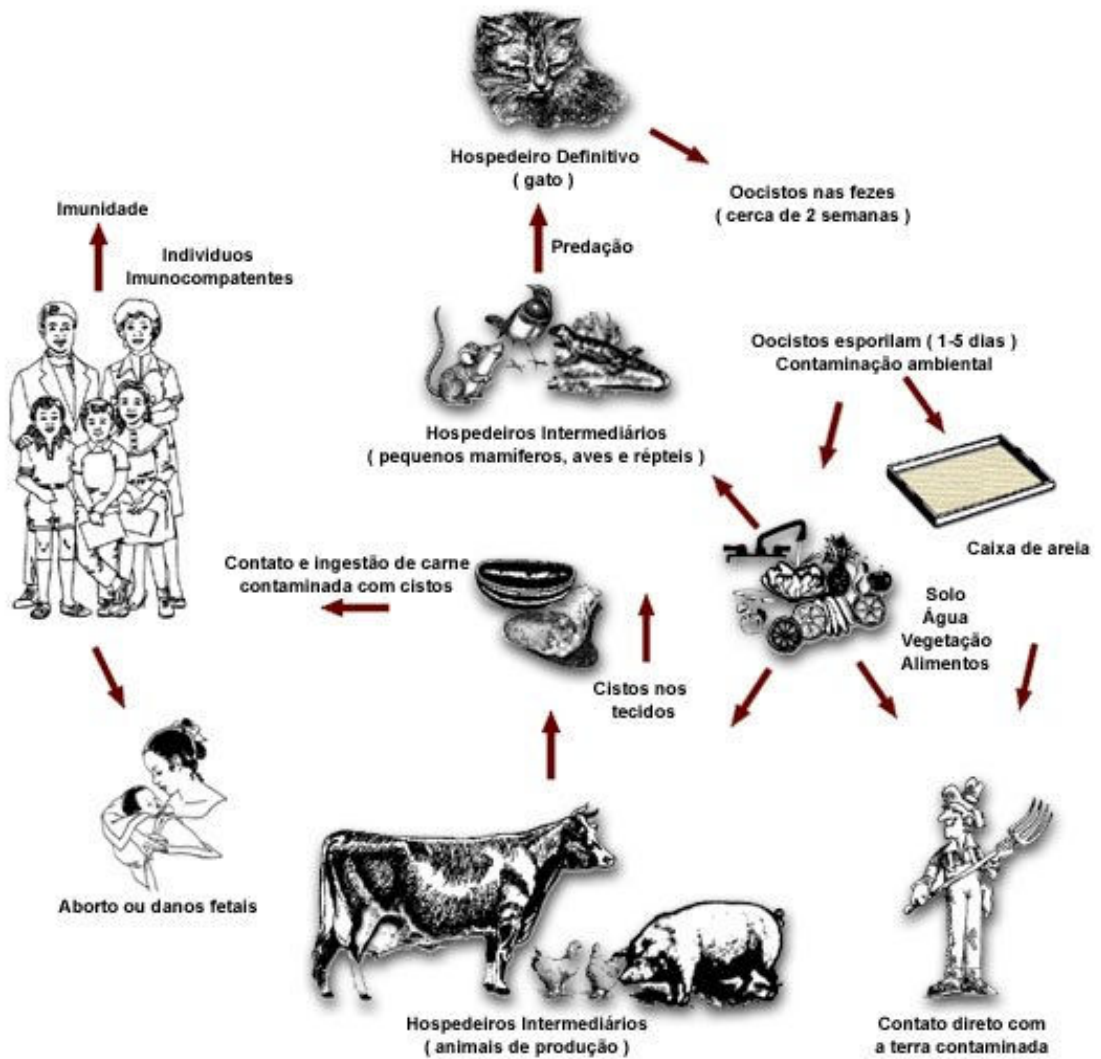 Hospedeiro Definitivo
( gato )
Oocistos nas fezes
( cerca de 2 semanas )
Imunidade
Individuos
Imunocompatentes
Predação
Oocistos esporilam ( 1-5 dias )
Contaminação ambiental
Hospedeiros Intermediários
( pequenos mamíferos, aves e répteis )
Caixa de areia
Contato e ingestão de carne
contaminada com cistos
Solo
Água
Vegetação
Alimentos
Cistos nos
tecidos
Aborto ou danos fetais
Hospedeiros Intermediários
( animais de produção )
Contato direto com
a terra contaminada